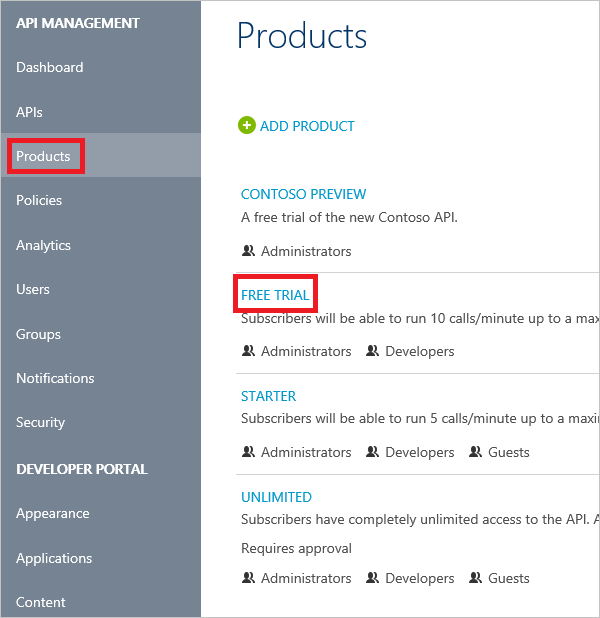 API MANAGEMENT
Dashboard
APIs
Products
Policies
Analytics
Users
Groups
Notifications
Security
DEVELOPER PORTAL
Appearance
Applications
Content
Products
ADD PRODUCT
CONTOSO PREVIEW
A free trial of the new Contoso API.
Administrators
FREE TRIAL
Subscribers will be able to run 10 calls/minute up to a max
Administrators Developers
STARTER
Subscribers will be able to run 5 calls/minute up to a maxi
Administrators Developers Guests
UNLIMITED
Subscribers have completely unlimited access to the API. A
Requires approval
Administrators Developers Guests